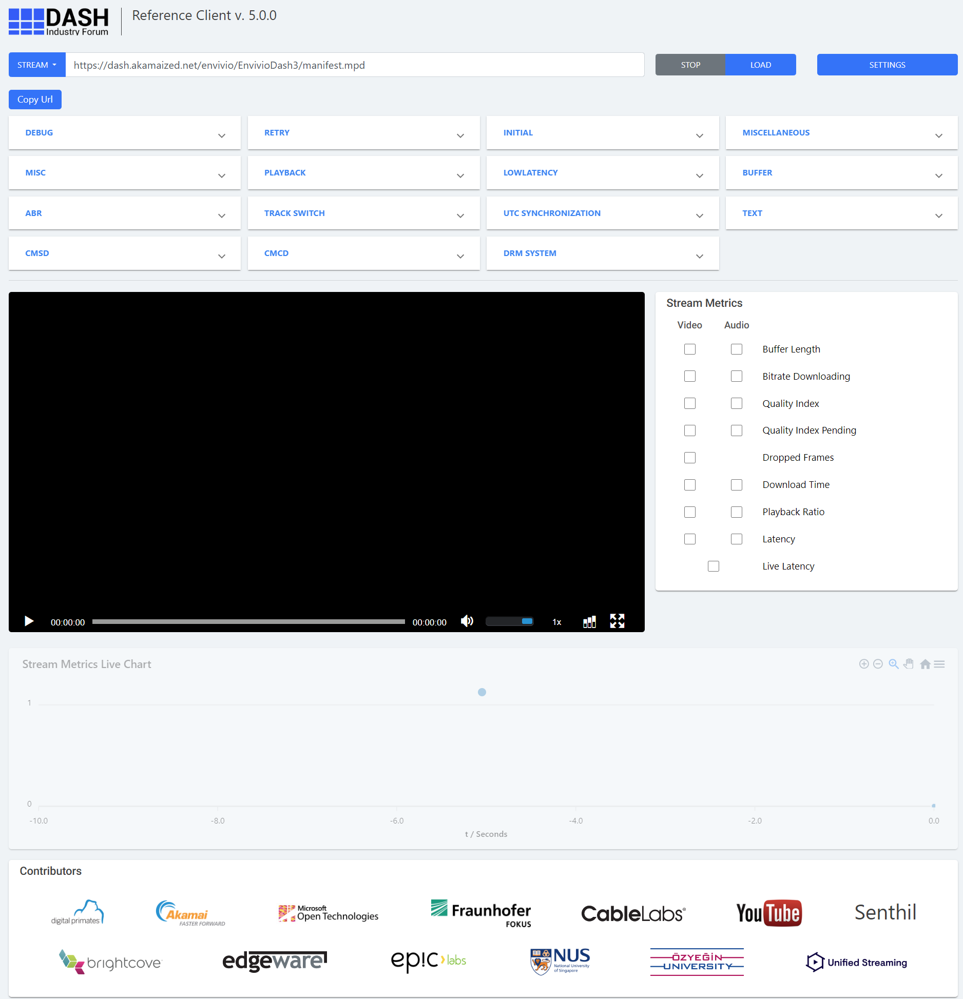 DASH
Industry Forum
Reference Client v. 5.0.0
STREAM
https://dash.akamaized.net/envivio/EnvivioDash3/manifest.mpd
STOP
LOAD
SETTINGS
Copy Url
DEBUG
RETRY
INITIAL
MISCELLANEOUS
MISC
PLAYBACK
LOWLATENCY
BUFFER
ABR
TRACK SWITCH
UTC SYNCHRONIZATION
TEXT
CMSD
CMCD
DRM SYSTEM
Stream Metrics
Video Audio
Buffer Length
Bitrate Downloading
Quality Index
Quality Index Pending
Dropped Frames
Download Time
Playback Ratio
Latency
Live Latency
00:00:00
00:00:00
1x
Stream Metrics Live Chart
1
0
-10.0 -8.0 -6.0 -4.0 -2.0 0.0
t / Seconds
Contributors
digital primates
Akamai
FASTER FORWARD
Microsoft
Open Technologies
Fraunhofer
FOKUS
CableLabs®
YouTube
Senthil
brightcove
edgeware
ep!c labs
NUS
National University
of Singapore
ÖZYEĞİN
UNIVERSITY
Unified Streaming